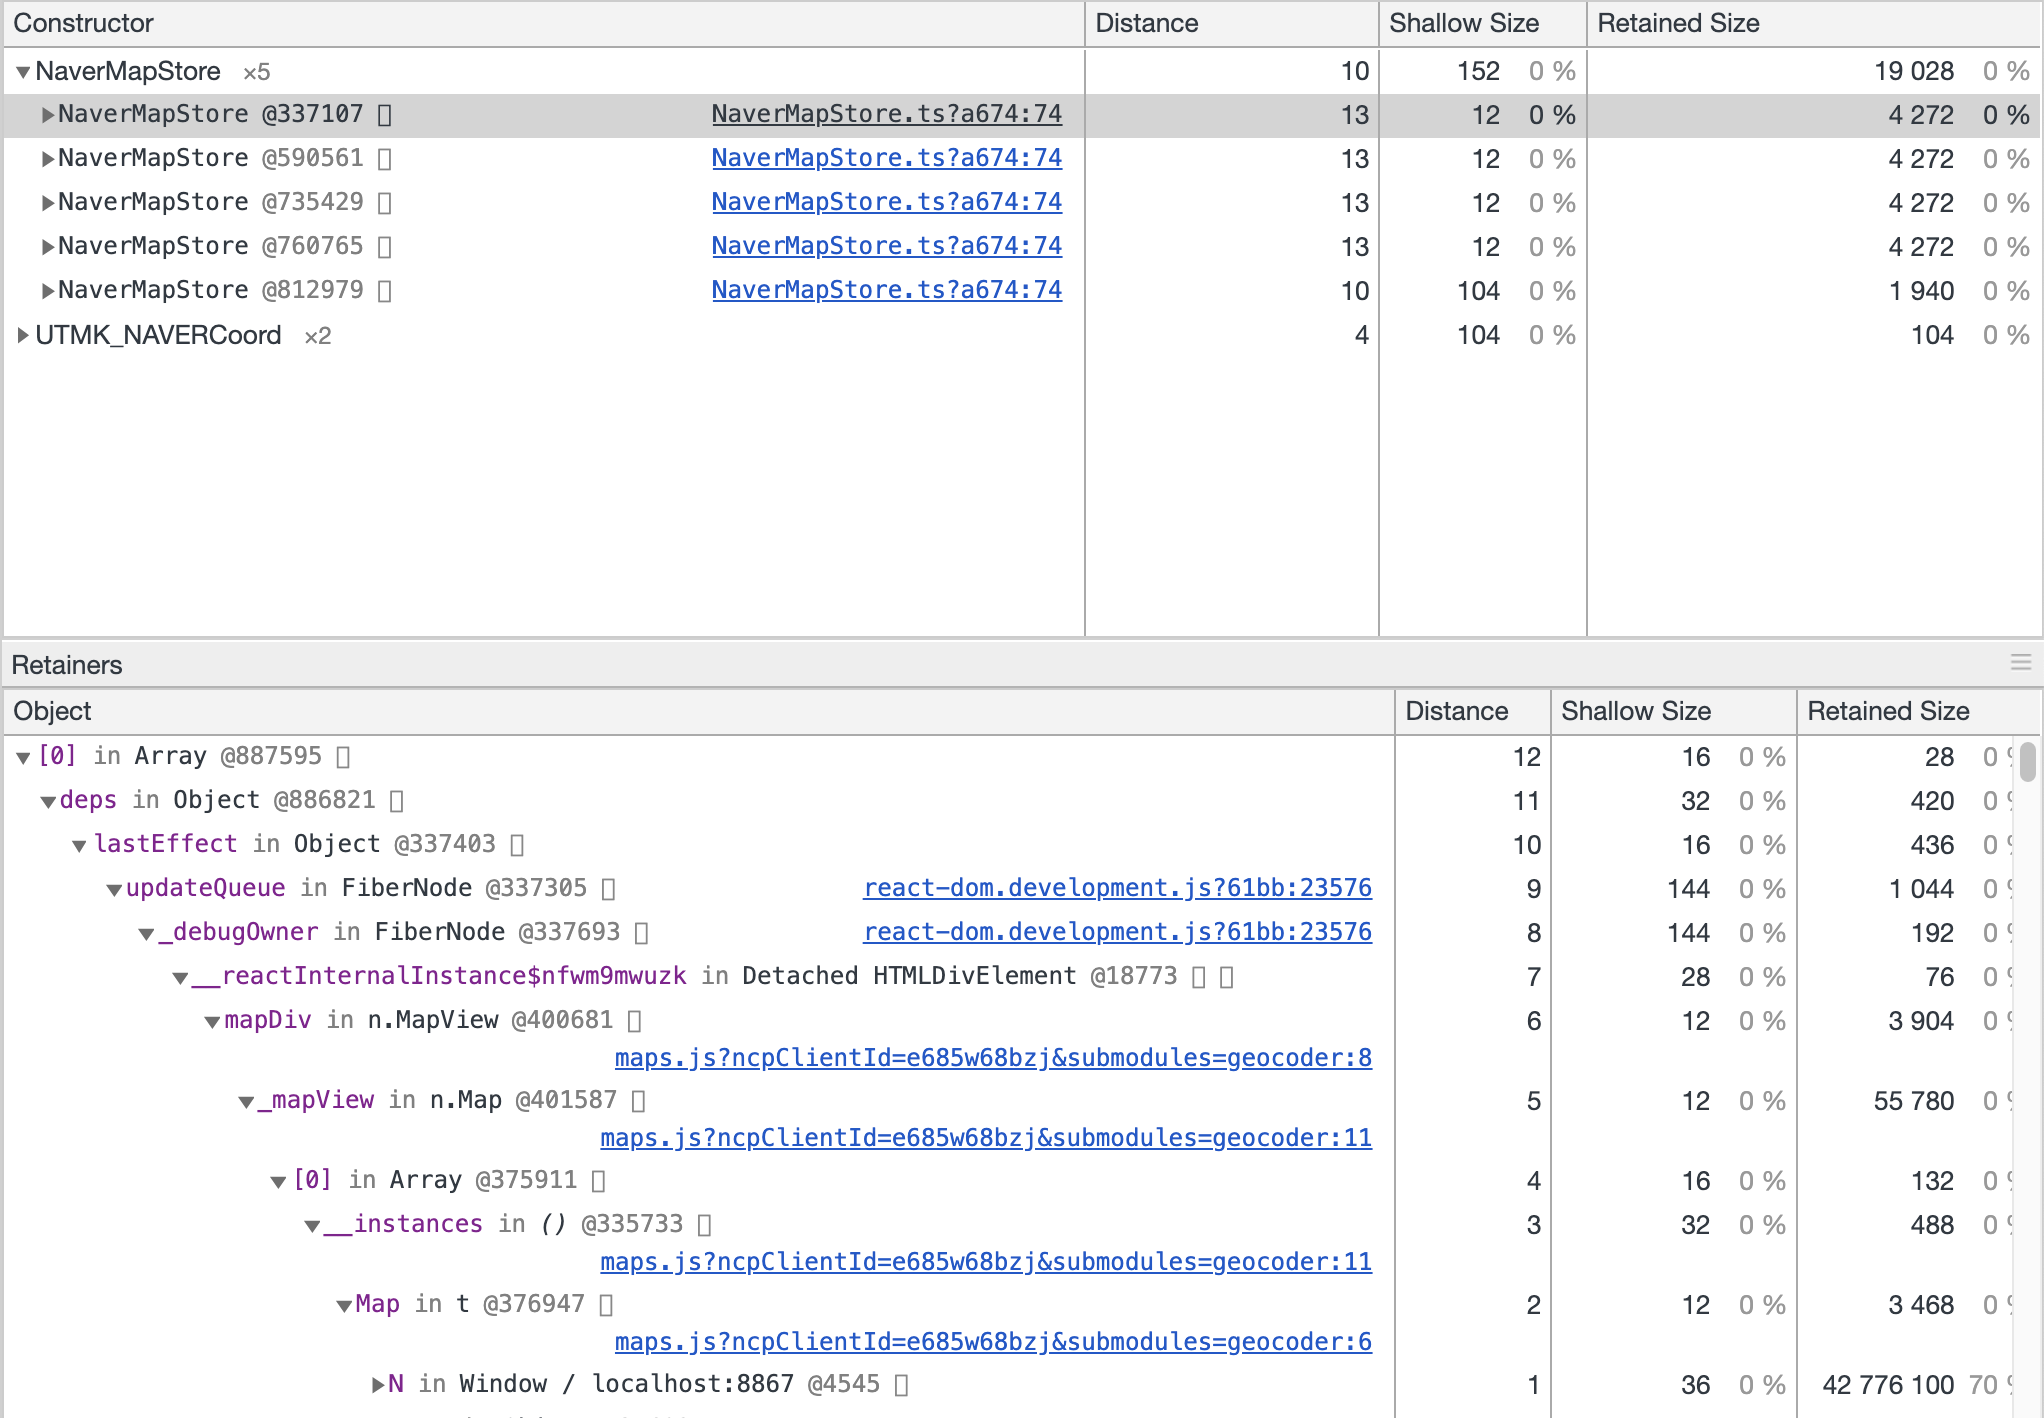 Constructor Distance Shallow Size Retained Size
▼NaverMapStore ×5 10 152 0 % 19 028 0 %
▶NaverMapStore @337107 NaverMapStore.ts?a674:74 13 12 0 % 4 272 0 %
▶NaverMapStore @590561 NaverMapStore.ts?a674:74 13 12 0 % 4 272 0 %
▶NaverMapStore @735429 NaverMapStore.ts?a674:74 13 12 0 % 4 272 0 %
▶NaverMapStore @760765 NaverMapStore.ts?a674:74 13 12 0 % 4 272 0 %
▶NaverMapStore @812979 NaverMapStore.ts?a674:74 10 104 0 % 1 940 0 %
▶UTMK_NAVERCoord ×2 4 104 0 % 104 0 %
Retainers
Object Distance Shallow Size Retained Size
▼[0] in Array @887595 12 16 0 % 28 0
▼deps in Object @886821 11 32 0 % 420 0
▼lastEffect in Object @337403 10 16 0 % 436 0
▼updateQueue in FiberNode @337305 react-dom.development.js?61bb:23576 9 144 0 % 1 044 0
▼_debugOwner in FiberNode @337693 react-dom.development.js?61bb:23576 8 144 0 % 192 0
▼__reactInternalInstance$nfwm9mwuzk in Detached HTMLDivElement @18773 7 28 0 % 76 0
▼mapDiv in n.MapView @400681 6 12 0 % 3 904 0
maps.js?ncpClientId=e685w68bzj&submodules=geocoder:8
▼_mapView in n.Map @401587 5 12 0 % 55 780 0
maps.js?ncpClientId=e685w68bzj&submodules=geocoder:11
▼[0] in Array @375911 4 16 0 % 132 0
▼__instances in () @335733 3 32 0 % 488 0
maps.js?ncpClientId=e685w68bzj&submodules=geocoder:11
▼Map in t @376947 2 12 0 % 3 468 0
maps.js?ncpClientId=e685w68bzj&submodules=geocoder:6
▶N in Window / localhost:8867 @4545 1 36 0 % 42 776 100 70